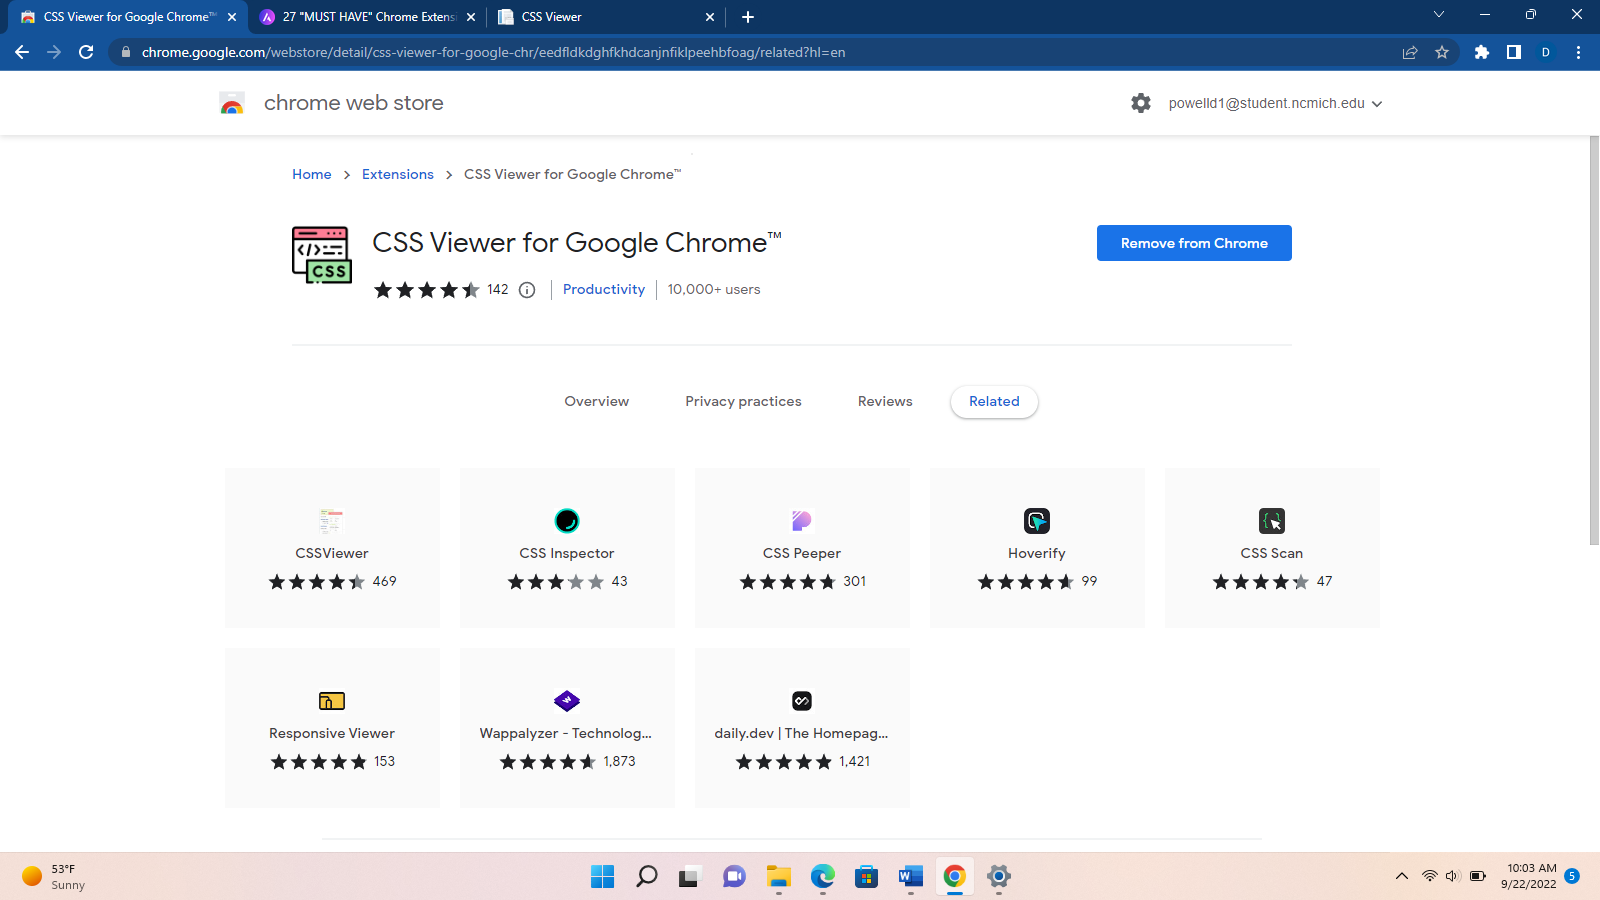 CSS Viewer for Google Chrome™
27 "MUST HAVE" Chrome Extensi
CSS Viewer
chrome.google.com/webstore/detail/css-viewer-for-google-chr/eedfldkdghfkhdcanjnfiklpeehbfoag/related?hl=en
D
chrome web store
powelld1@student.ncmich.edu
Home > Extensions > CSS Viewer for Google Chrome™
CSS
CSS Viewer for Google Chrome™
Remove from Chrome
142
Productivity
10,000+ users
Overview
Privacy practices
Reviews
Related
CSSViewer
469
CSS Inspector
43
CSS Peeper
301
Hoverify
99
CSS Scan
47
Responsive Viewer
153
Wappalyzer - Technolog...
1,873
daily.dev | The Homepag...
1,421
53°F
Sunny
10:03 AM
9/22/2022
5